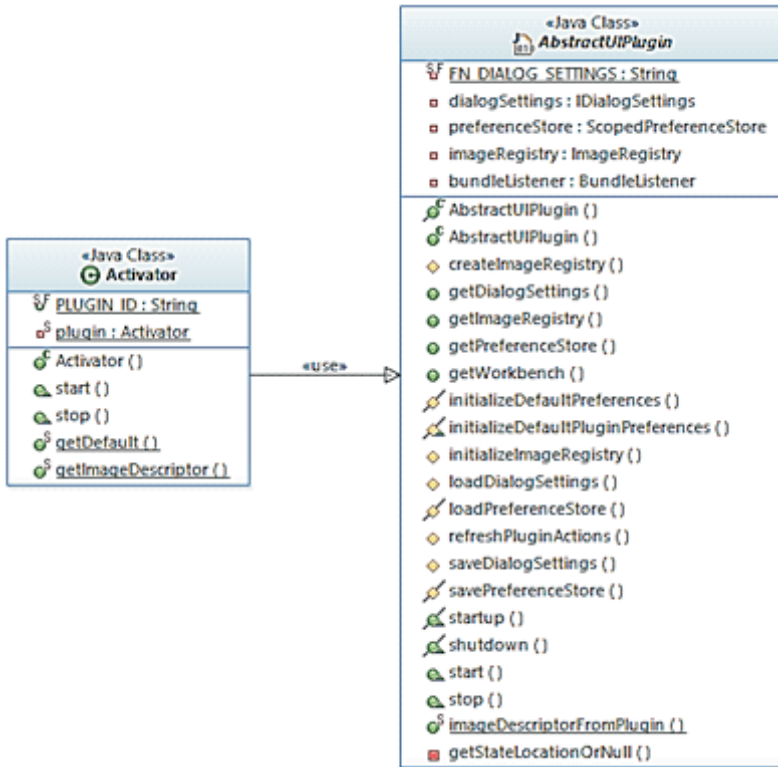 «Java Class»
Activator
PLUGIN_ID : String
plugin : Activator
Activator ( )
start ( )
stop ( )
getDefault ( )
getImageDescriptor ( )
«use»
«Java Class»
AbstractUIPlugin
FN_DIALOG_SETTINGS : String
dialogSettings : IDialogSettings
preferenceStore : ScopedPreferenceStore
imageRegistry : ImageRegistry
bundleListener : BundleListener
AbstractUIPlugin ( )
AbstractUIPlugin ( )
createImageRegistry ( )
getDialogSettings ( )
getImageRegistry ( )
getPreferenceStore ( )
getWorkbench ( )
initializeDefaultPreferences ( )
initializeDefaultPluginPreferences ( )
initializeImageRegistry ( )
loadDialogSettings ( )
loadPreferenceStore ( )
refreshPluginActions ( )
saveDialogSettings ( )
savePreferenceStore ( )
startup ( )
shutdown ( )
start ( )
stop ( )
imageDescriptorFromPlugin ( )
getStateLocationOrNull ( )